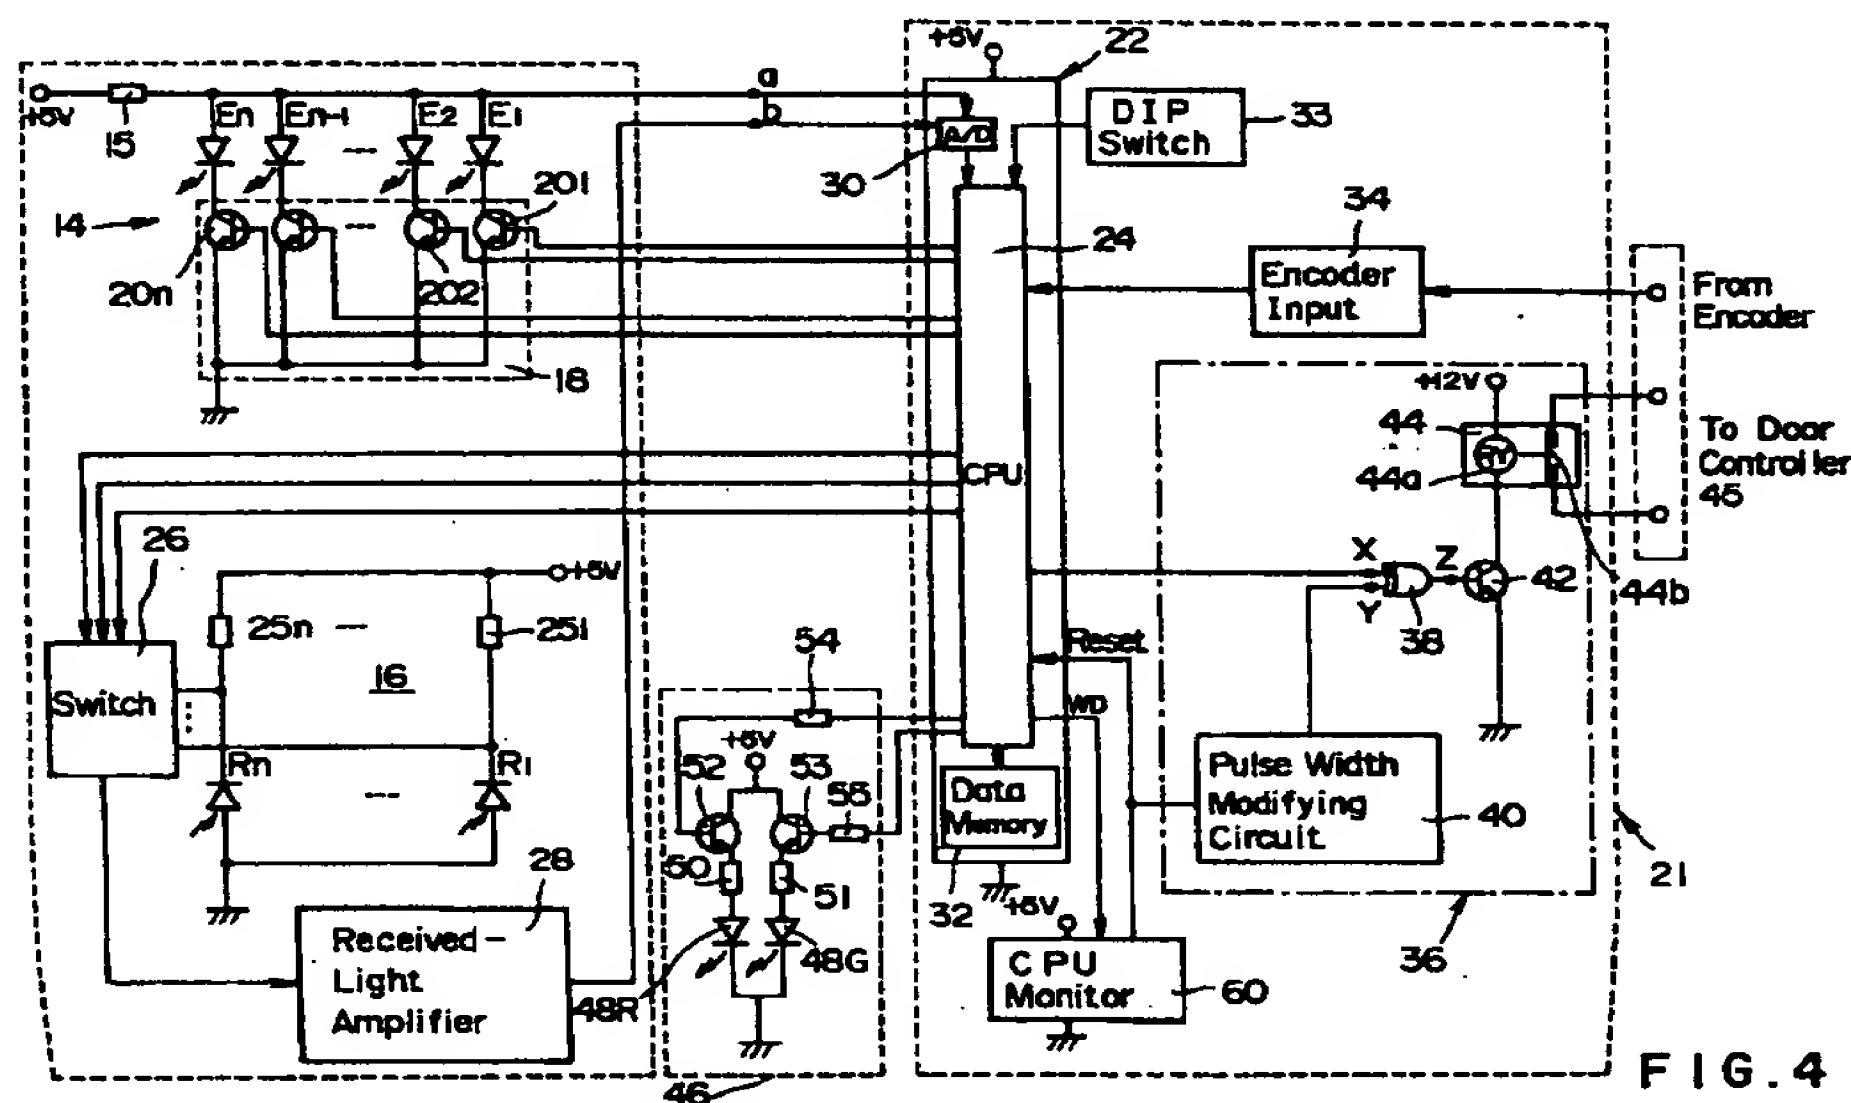 +5V
22
a
+5V
15
En
En-1
E2
E1
b
A/D
DIP
Switch
33
30
201
14
34
24
20n
202
Encoder
Input
From
Encoder
18
+12V
44
To Door
Controller
45
RY
44a
CPU
26
X
Z
42
44b
Y
38
+5V
25n
251
16
Switch
54
Reset
WD
Rn
R1
+5V
52
53
55
Data
Memory
Pulse Width
Modifying
Circuit
40
50
51
28
32
+5V
21
Received-
Light
Amplifier
48R
48G
CPU
Monitor
60
36
46
FIG.4